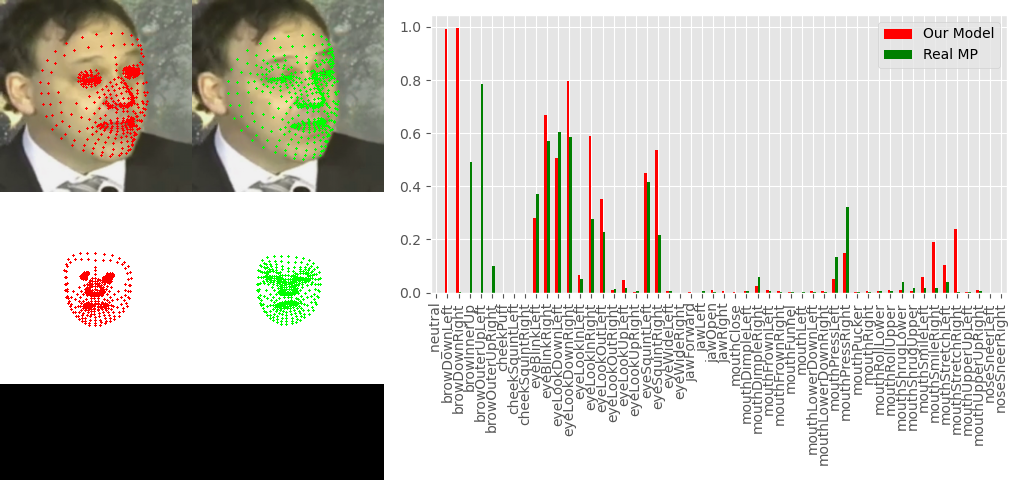 Our Model
Real MP
1.0
0.8
0.6
0.4
0.2
0.0
neutral
browDownLeft
browDownRight
browInnerUp
browOuterUpLeft
browOuterUpRight
cheekPuff
cheekSquintLeft
cheekSquintRight
eyeBlinkLeft
eyeBlinkRight
eyeLookDownLeft
eyeLookDownRight
eyeLookInLeft
eyeLookInRight
eyeLookOutLeft
eyeLookOutRight
eyeLookUpLeft
eyeLookUpRight
eyeSquintLeft
eyeSquintRight
eyeWideLeft
eyeWideRight
jawForward
jawLeft
jawOpen
jawRight
mouthClose
mouthDimpleLeft
mouthDimpleRight
mouthFrownLeft
mouthFrownRight
mouthFunnel
mouthLeft
mouthLowerDownLeft
mouthLowerDownRight
mouthPressLeft
mouthPressRight
mouthPucker
mouthRight
mouthRollLower
mouthRollUpper
mouthShrugLower
mouthShrugUpper
mouthSmileLeft
mouthSmileRight
mouthStretchLeft
mouthStretchRight
mouthUpperUpLeft
mouthUpperUpRight
noseSneerLeft
noseSneerRight